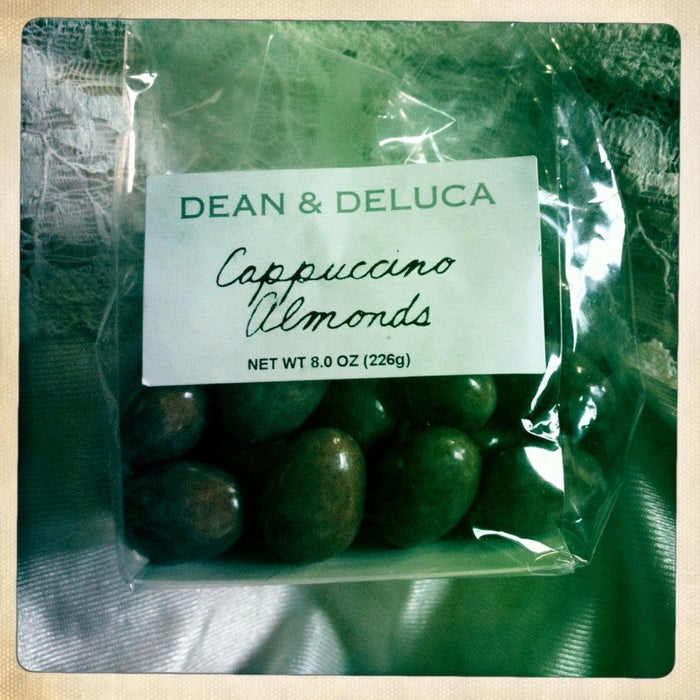 DEAN & DELUCA
Cappuccino
Almonds
NET WT 8.0 OZ (226g)